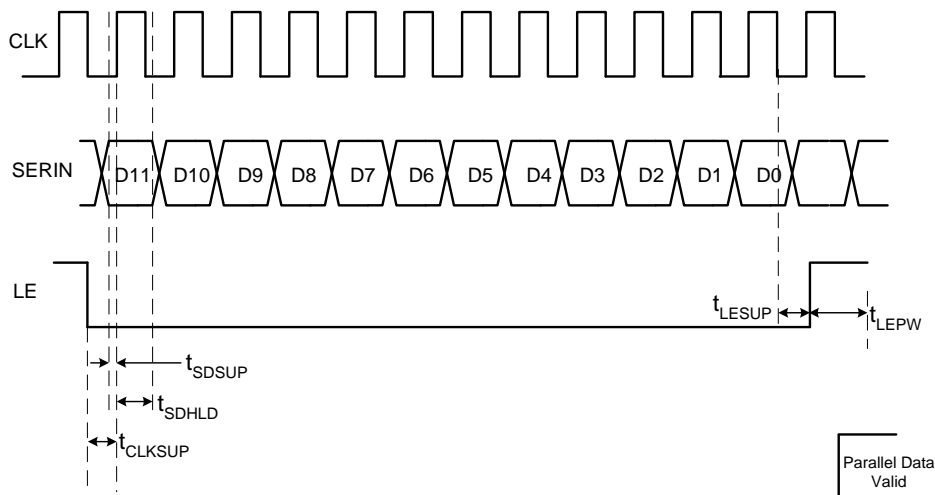 CLK
SERIN
D11 D10 D9 D8 D7 D6 D5 D4 D3 D2 D1 D0
LE
tLESUP
tLEPW
tSDSUP
tSDHLD
tCLKSUP
Parallel Data
Valid